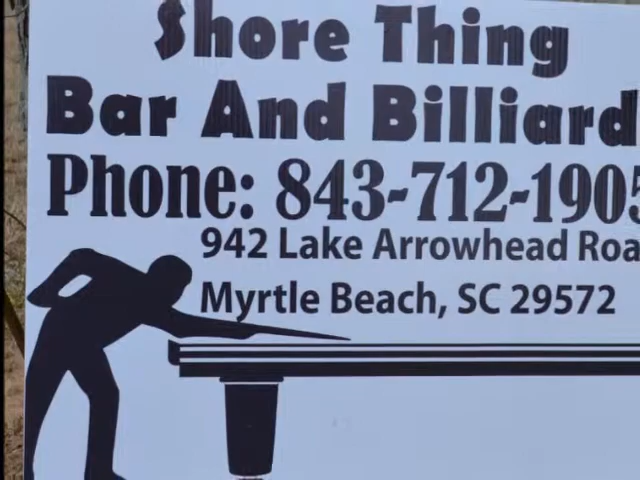 Shore Thing
Bar And Billiard
Phone: 843-712-1905
942 Lake Arrowhead Roa
Myrtle Beach, SC 29572